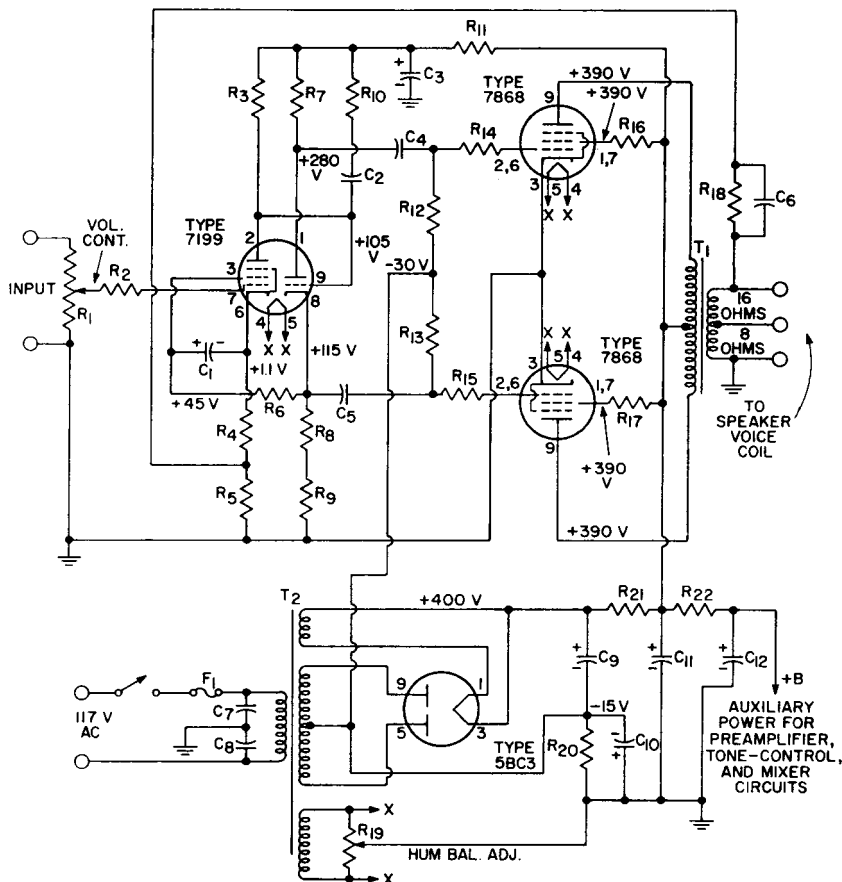 R11
R3
R7
R10
+
-
C3
TYPE
7868
+390 V
+390 V
9
R16
C4
R14
2,6
1,7
3
5
4
X X
+280
V
C2
R12
R18
C6
T1
VOL.
CONT.
TYPE
7199
2
1
+105
V
INPUT
R1
R2
3
7
6
9
8
4
5
X X
-30 V
R13
16
OHMS
8
OHMS
TYPE
7868
+ -
C1
+1.1 V
+115 V
3
5
4
X X
+45 V
R6
C5
R15
2,6
1,7
R17
9
+390
V
TO
SPEAKER
VOICE
COIL
R4
R8
R5
R9
+390 V
T2
+400 V
R21
R22
+
-
C9
+
-
C11
+
-
C12
+B
F1
117 V
AC
C7
C8
9
1
5
3
TYPE
5BC3
-15 V
R20
-
+
C10
AUXILIARY
POWER FOR
PREAMPLIFIER,
TONE-CONTROL,
AND MIXER
CIRCUITS
X
R19
HUM BAL. ADJ.
X